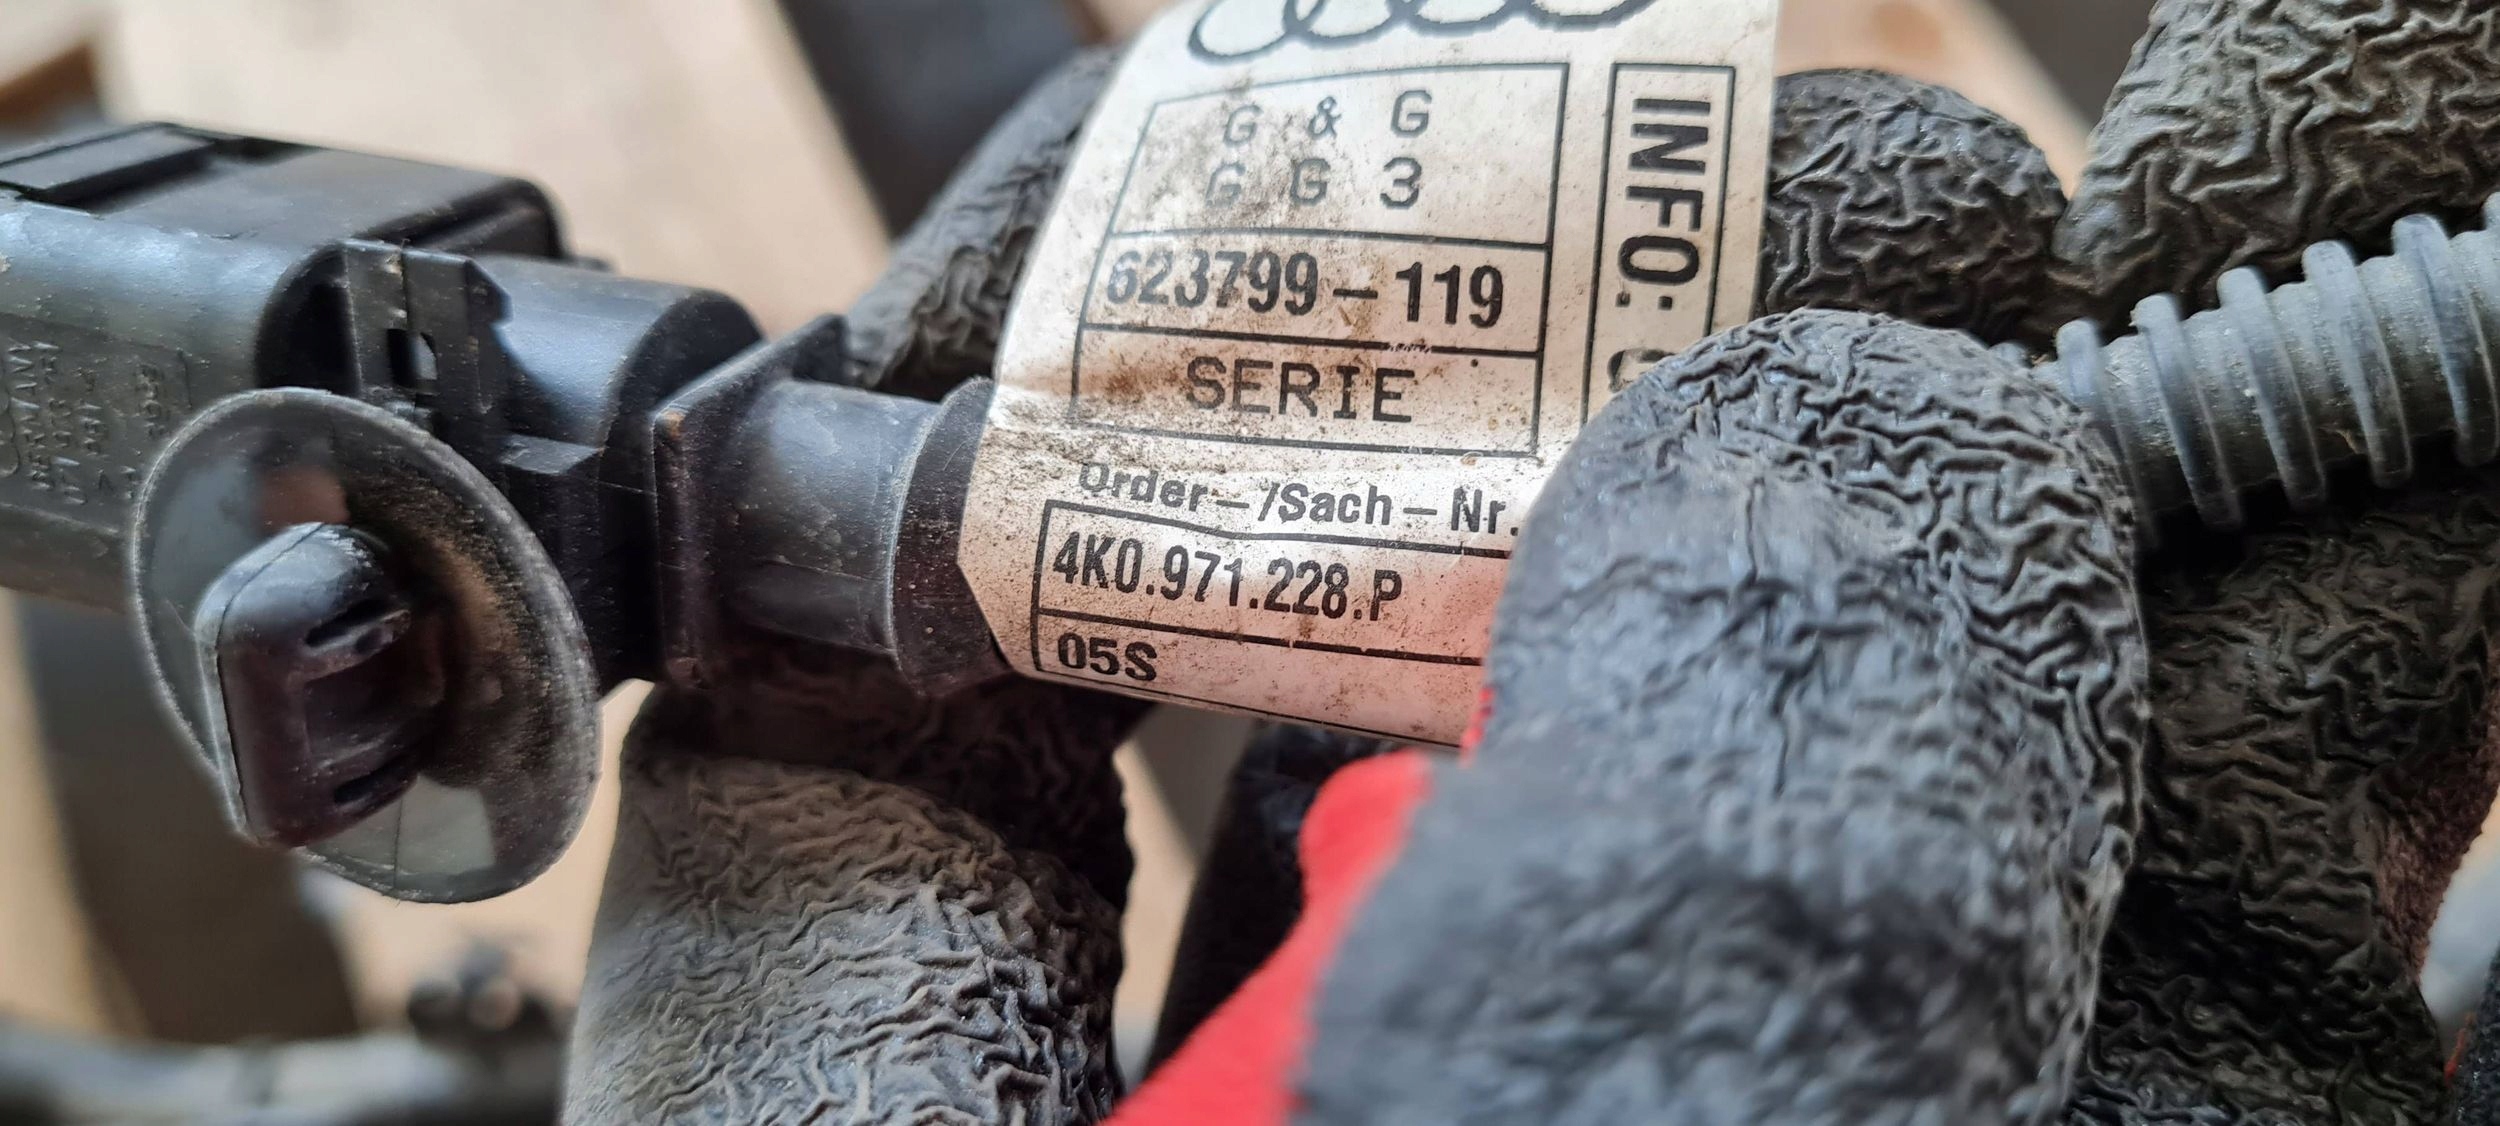 G & G
G G 3
623799-119
SERIE
Order-/Sach-Nr.
4K0.971.228.P
05S
INFO: